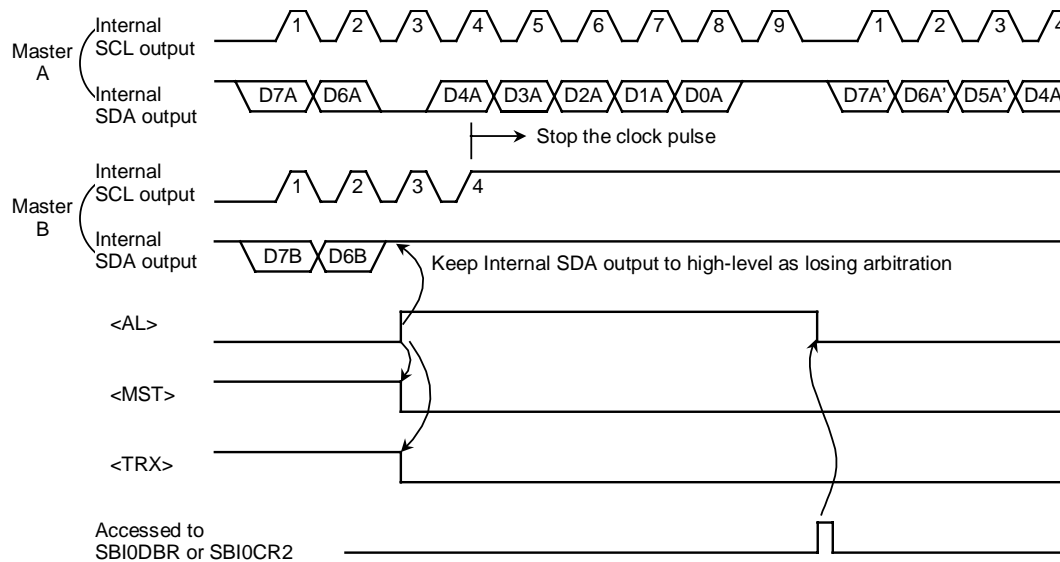 Master A
Internal SCL output
1 2 3 4 5 6 7 8 9 1 2 3 4
Internal SDA output
D7A D6A D4A D3A D2A D1A D0A D7A' D6A' D5A' D4A
Stop the clock pulse
Master B
Internal SCL output
1 2 3 4
Internal SDA output
D7B D6B
Keep Internal SDA output to high-level as losing arbitration
<AL>
<MST>
<TRX>
Accessed to
SBI0DBR or SBI0CR2